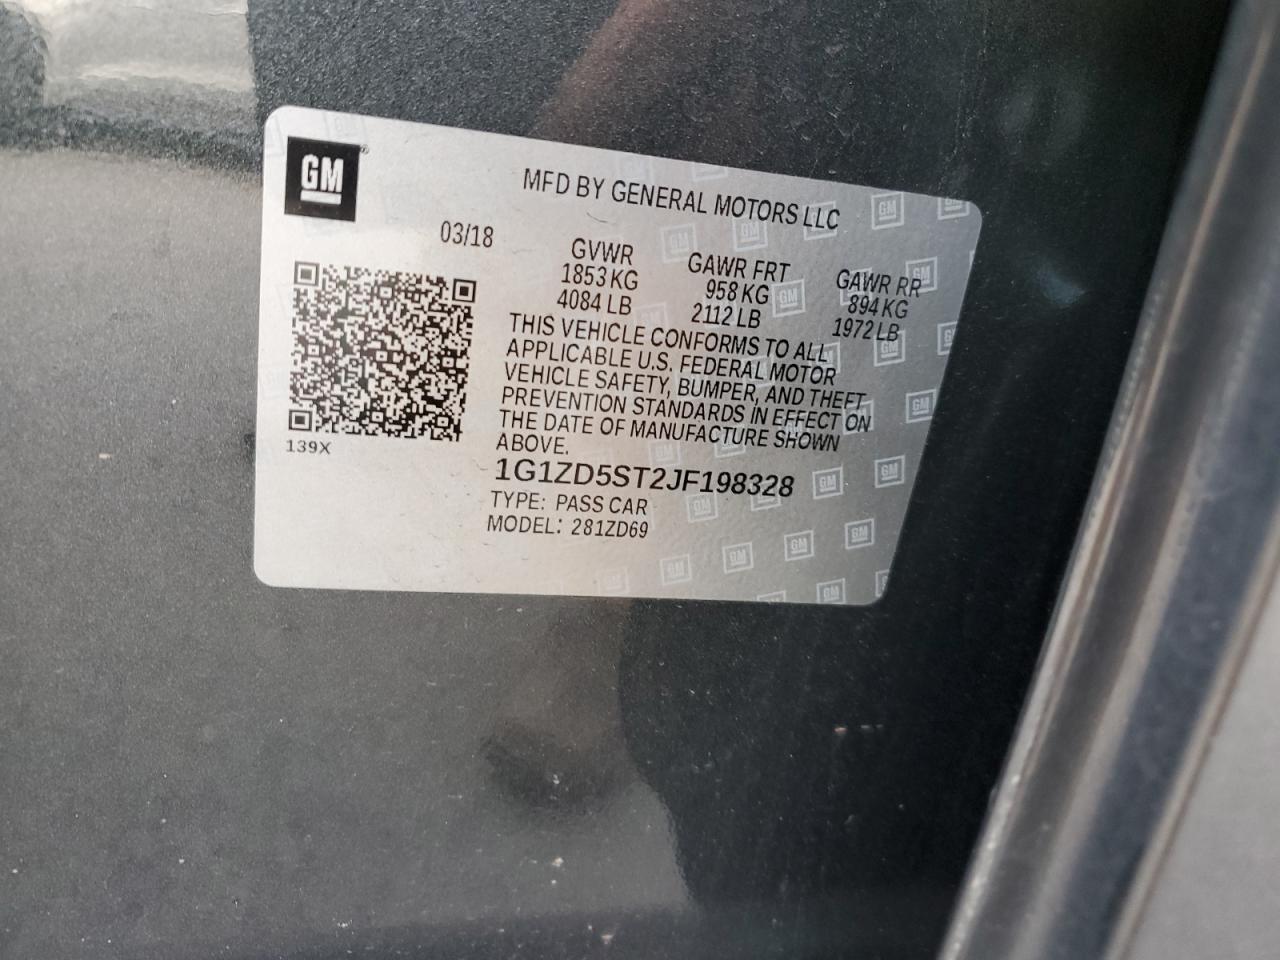 GM
MFD BY GENERAL MOTORS LLC
03/18
GVWR
1853 KG
4084 LB
GAWR FRT
958 KG
2112 LB
GAWR RR
894 KG
1972 LB
THIS VEHICLE CONFORMS TO ALL
APPLICABLE U.S. FEDERAL MOTOR
VEHICLE SAFETY, BUMPER, AND THEFT
PREVENTION STANDARDS IN EFFECT ON
THE DATE OF MANUFACTURE SHOWN
ABOVE.
139X
1G1ZD5ST2JF198328
TYPE: PASS CAR
MODEL: 281ZD69